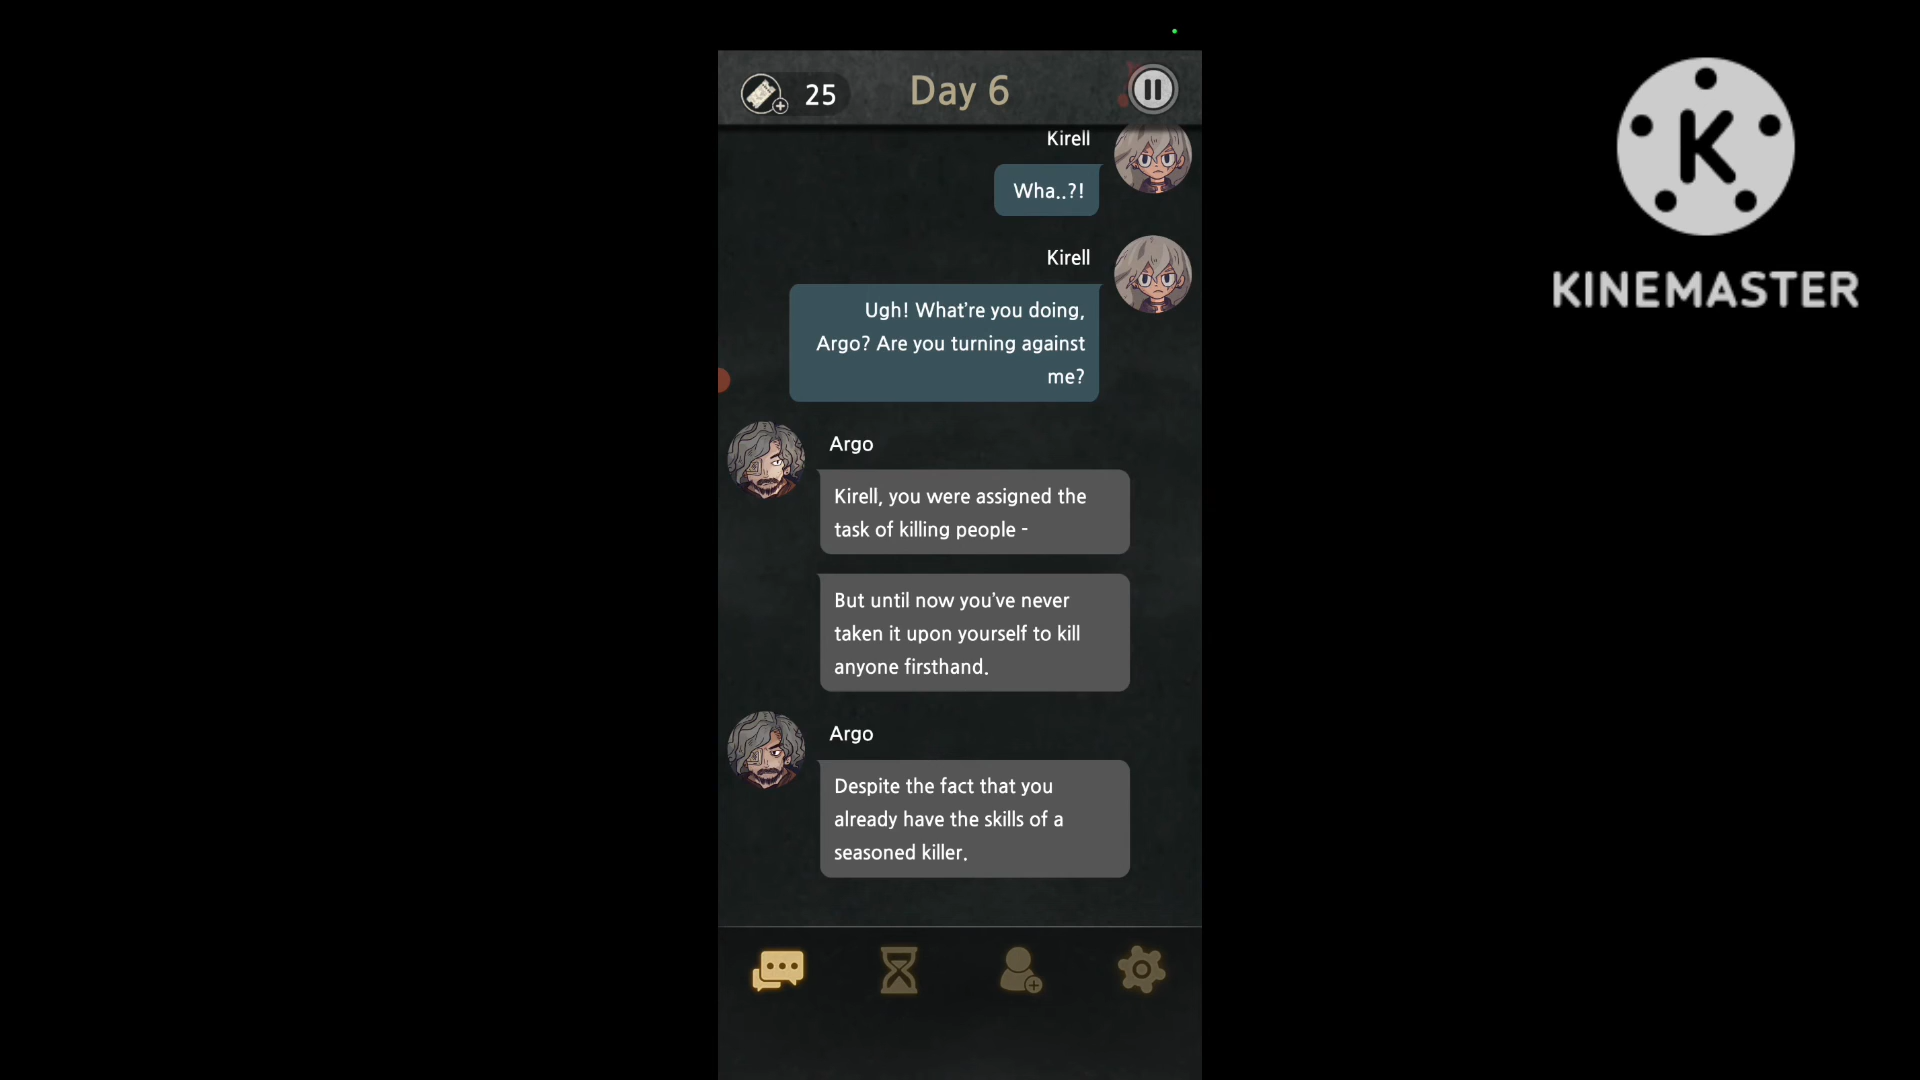 25
Day 6
Kirell
Wha..?!
Kirell
Ugh! What're you doing,
Argo? Are you turning against
me?
Argo
Kirell, you were assigned the
task of killing people -
But until now you've never
taken it upon yourself to kill
anyone firsthand.
Argo
Despite the fact that you
already have the skills of a
seasoned killer.
K
KINEMASTER